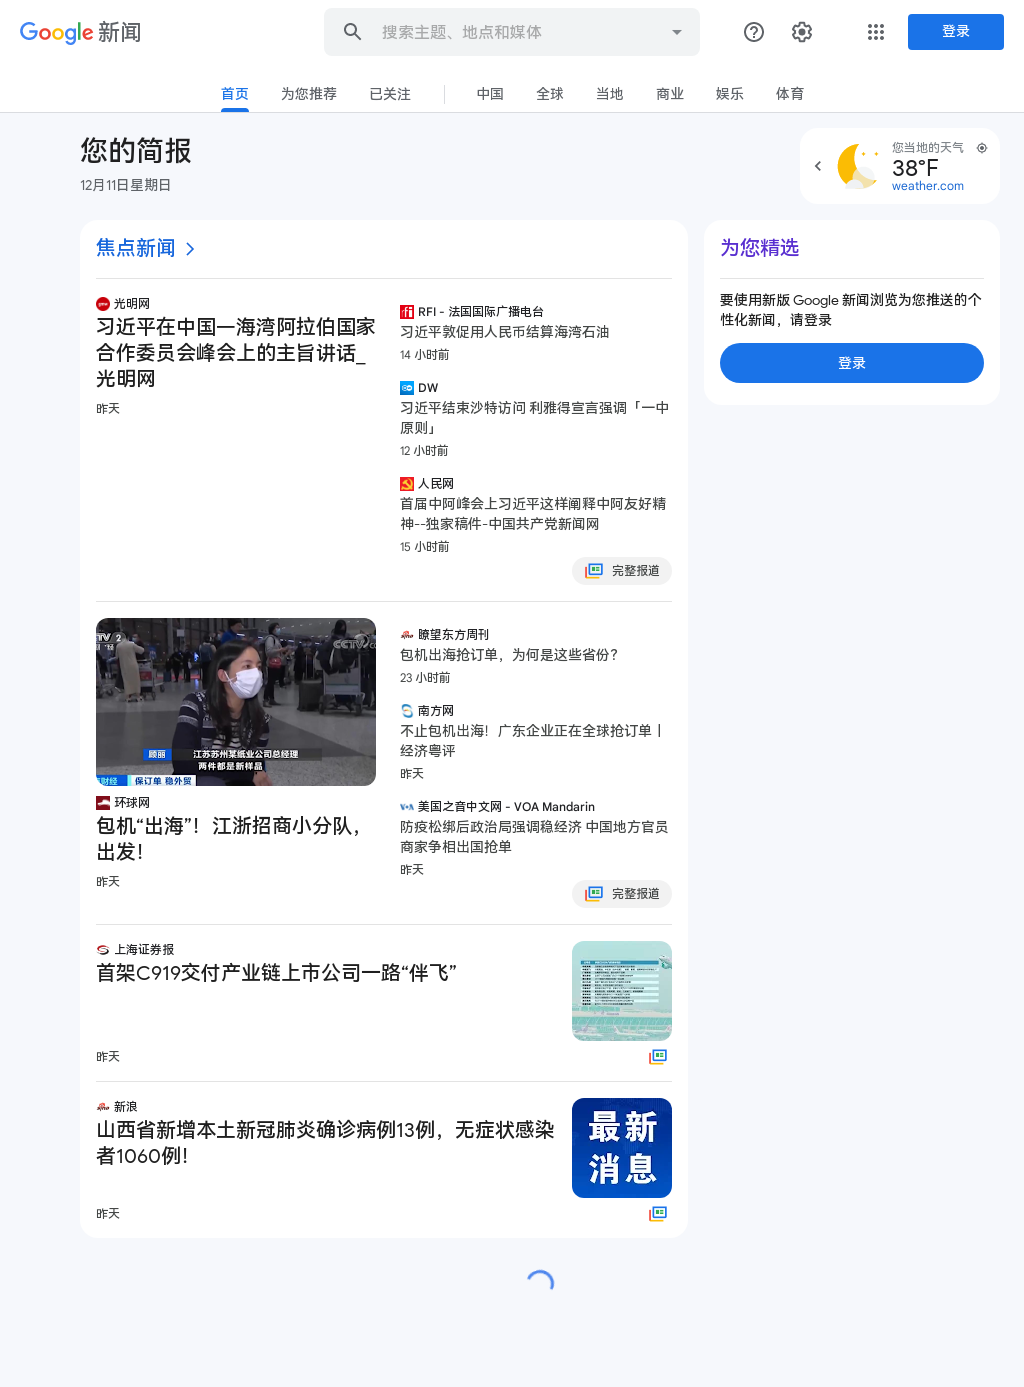 Google 新闻
搜索主题、地点和媒体
登录
首页
为您推荐
已关注
中国
全球
当地
商业
娱乐
体育
您的简报
12月11日星期日
您当地的天气
38°F
weather.com
焦点新闻
光明网
习近平在中国—海湾阿拉伯国家
合作委员会峰会上的主旨讲话_
光明网
昨天
RFI - 法国国际广播电台
习近平敦促用人民币结算海湾石油
14 小时前
DW
习近平结束沙特访问 利雅得宣言强调「一中
原则」
12 小时前
人民网
首届中阿峰会上习近平这样阐释中阿友好精
神--独家稿件-中国共产党新闻网
15 小时前
完整报道
为您精选
要使用新版 Google 新闻浏览为您推送的个
性化新闻，请登录
登录
CCTV
顾丽
江苏苏州某纸业公司总经理
两件都是新样品
财经
保订单 稳外贸
环球网
包机“出海”！江浙招商小分队，
出发！
昨天
瞭望东方周刊
包机出海抢订单，为何是这些省份？
23 小时前
南方网
不止包机出海！广东企业正在全球抢订单丨
经济粤评
昨天
美国之音中文网 - VOA Mandarin
防疫松绑后政治局强调稳经济 中国地方官员
商家争相出国抢单
昨天
完整报道
上海证券报
首架C919交付产业链上市公司一路“伴飞”
昨天
新浪
山西省新增本土新冠肺炎确诊病例13例，无症状感染
者1060例！
昨天
最新
消息